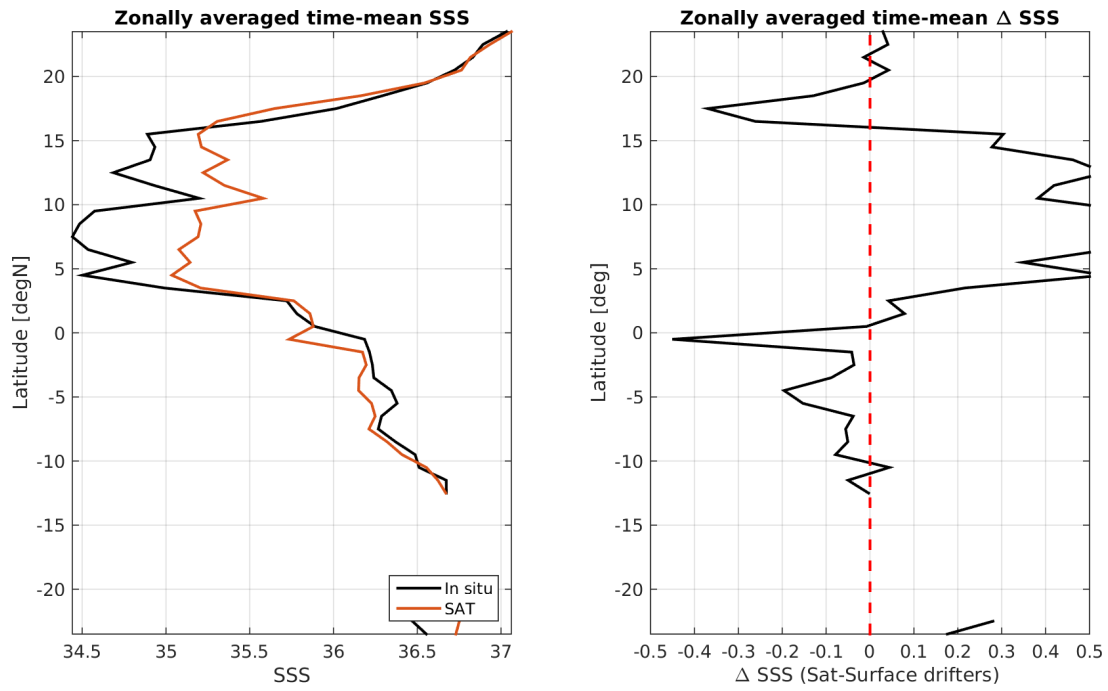 Zonally averaged time-mean SSS
20
15
10
5
0
-5
-10
-15
-20
Latitude [degN]
34.5 35 35.5 36 36.5 37
SSS
In situ
SAT
Zonally averaged time-mean Δ SSS
20
15
10
5
0
-5
-10
-15
-20
Latitude [deg]
-0.5 -0.4 -0.3 -0.2 -0.1 0 0.1 0.2 0.3 0.4 0.5
Δ SSS (Sat-Surface drifters)